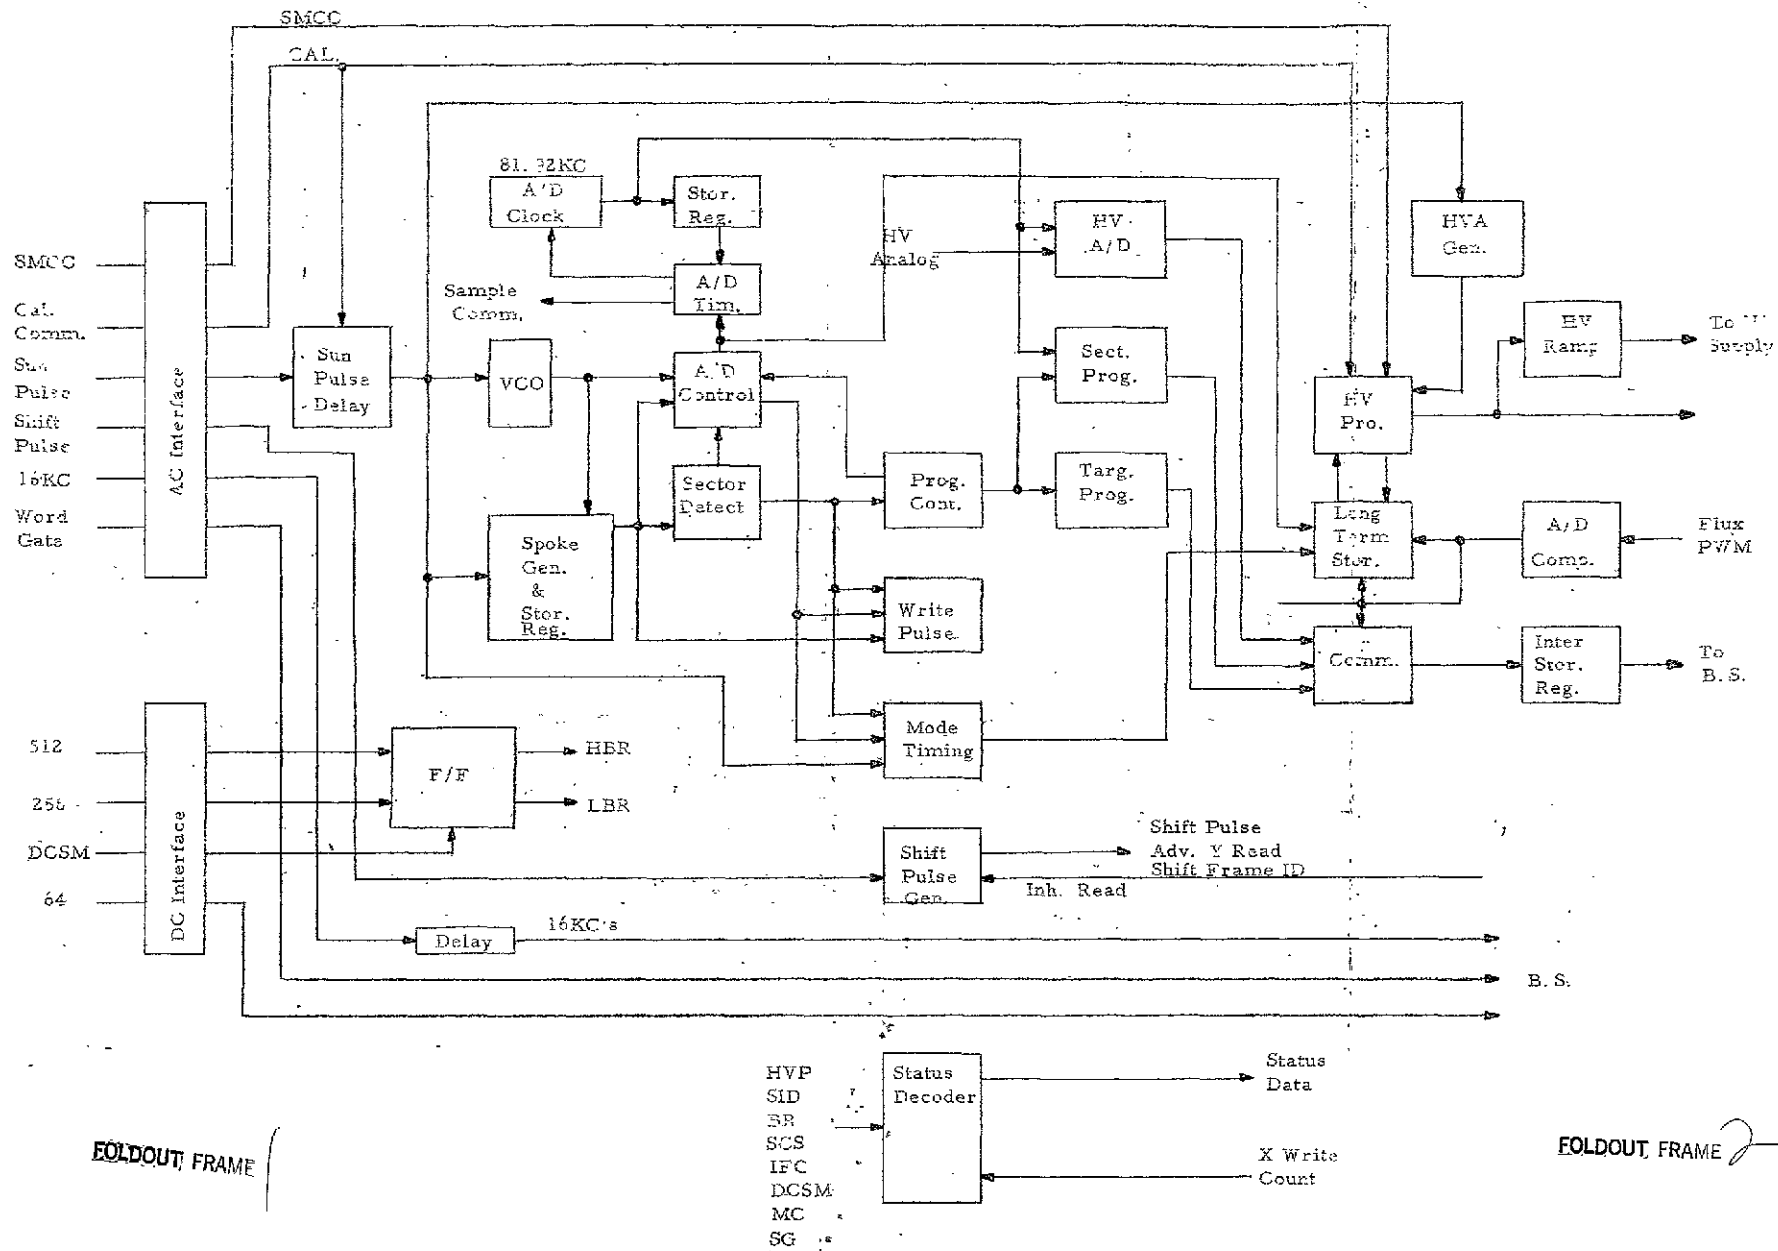 SMCC
CAL.
81.92KC
A/D
Clock
Stor.
Reg.
HV
Analog
HV
A/D
HVA
Gen.
SMCC
Cal.
Comm.
Sun
Pulse
Shift
Pulse
16KC
Word
Gate
AC Interface
Sun
Pulse
Delay
Sample
Comm.
A/D
Tim.
VCO
A/D
Control
Sect.
Prog.
HV
Ramp
To
Supply
HV
Pro.
Sector
Detect
Prog.
Cont.
Targ.
Prog.
Long
Term
Stor.
A/D
Comp.
Flux
PWM
Spoke
Gen.
&
Stor.
Reg.
Write
Pulse
Comm.
Inter
Stor.
Reg.
To
B.S.
Mode
Timing
512
256
DCSM
64
DC Interface
F/F
HBR
LBR
Shift
Pulse
Gen.
Shift Pulse
Adv. Y Read
Shift Frame ID
Inh. Read
Delay
16KC's
B.S.
HVP
SID
BR
SCS
IFC
DCSM
MC
SG
Status
Decoder
Status
Data
X Write
Count
FOLDOUT FRAME 1
FOLDOUT FRAME 2